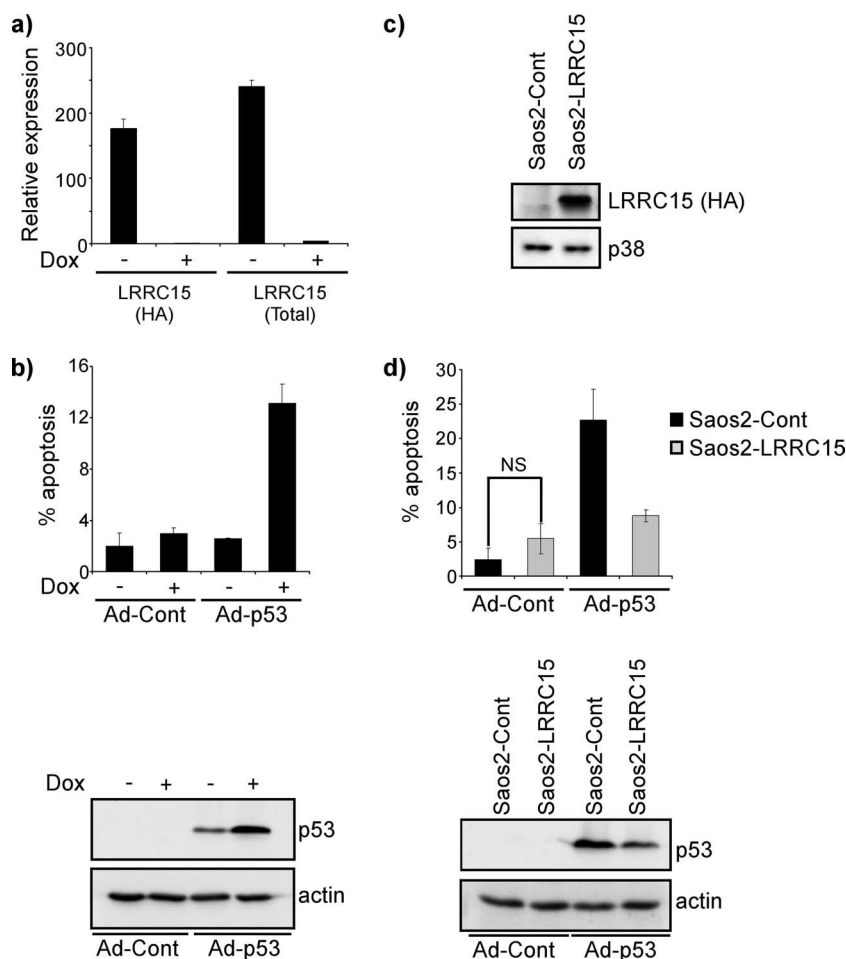 a)
300
200
100
0
Relative expression
Dox - + - +
LRRC15 (HA)
LRRC15 (Total)
c)
Saos2-Cont
Saos2-LRRC15
LRRC15 (HA)
p38
b)
16
12
8
4
0
% apoptosis
Dox - + - +
Ad-Cont Ad-p53
Dox - + - +
p53
actin
Ad-Cont Ad-p53
d)
30
25
20
15
10
5
0
% apoptosis
NS
Saos2-Cont
Saos2-LRRC15
Ad-Cont Ad-p53
Saos2-Cont
Saos2-LRRC15
Saos2-Cont
Saos2-LRRC15
p53
actin
Ad-Cont Ad-p53